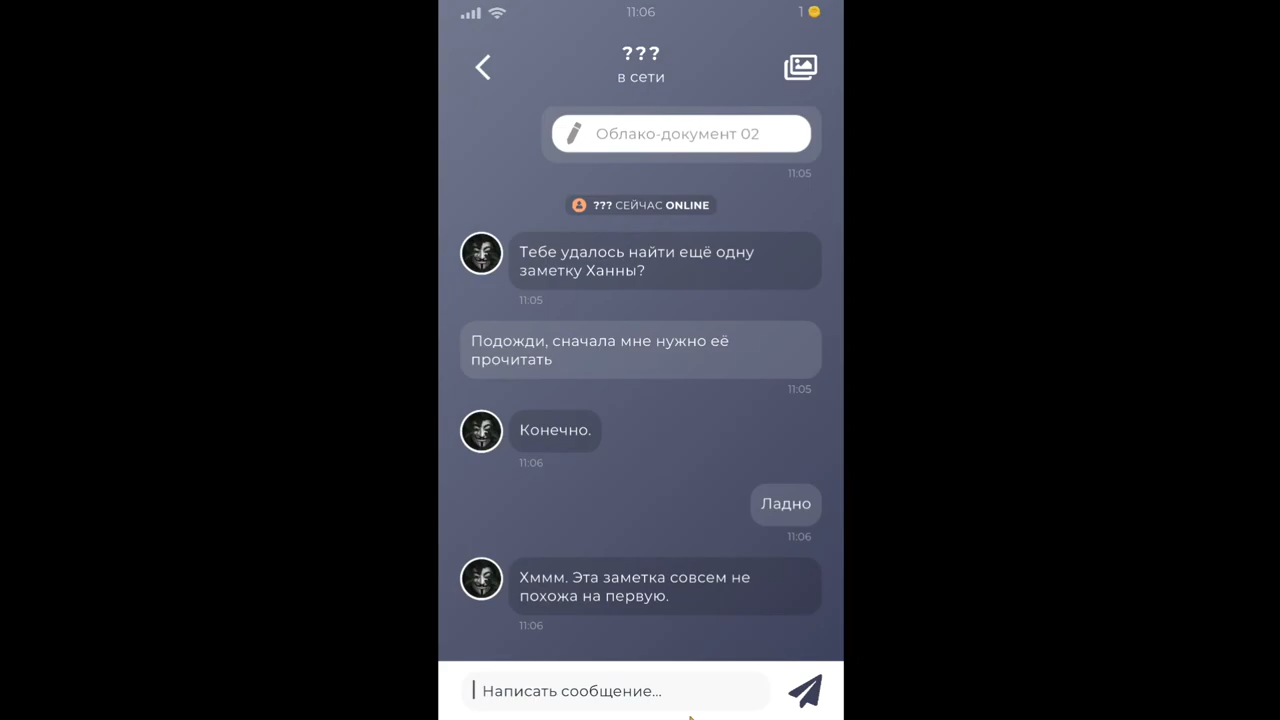 11:06
1
???
в сети
Облако-документ 02
11:05
??? СЕЙЧАС ONLINE
Тебе удалось найти ещё одну
заметку Ханны?
11:05
Подожди, сначала мне нужно её
прочитать
11:05
Конечно.
11:06
Ладно
11:06
Хммм. Эта заметка совсем не
похожа на первую.
11:06
Написать сообщение...